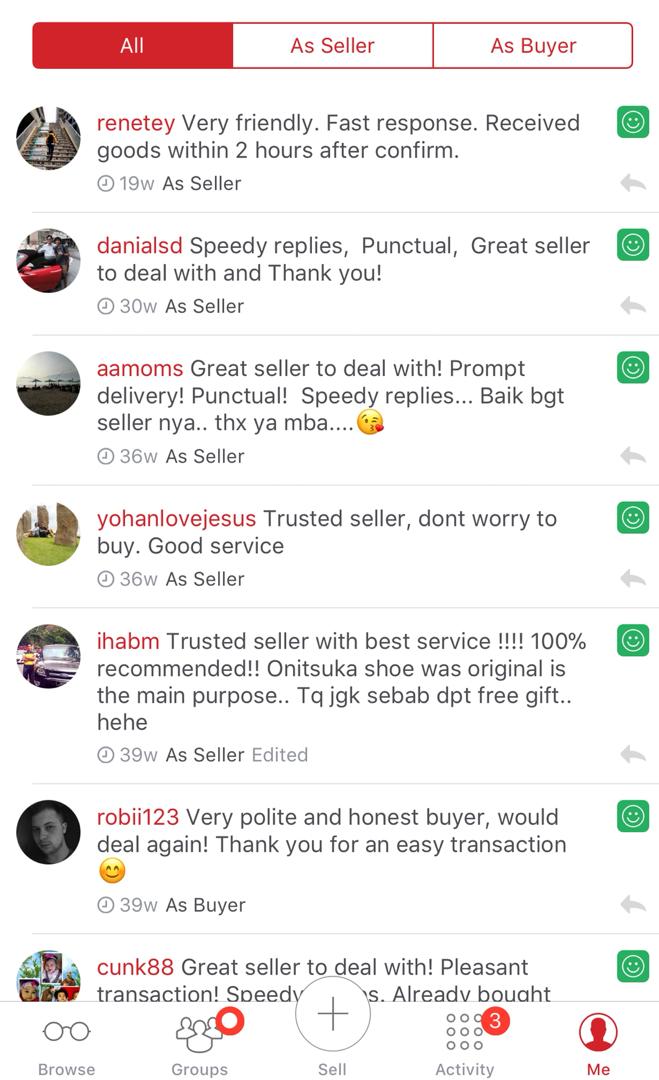 All As Seller As Buyer
renetey Very friendly. Fast response. Received
goods within 2 hours after confirm.
19w As Seller
danialsd Speedy replies, Punctual, Great seller
to deal with and Thank you!
30w As Seller
aamoms Great seller to deal with! Prompt
delivery! Punctual! Speedy replies... Baik bgt
seller nya.. thx ya mba....😘
36w As Seller
yohanlovejesus Trusted seller, dont worry to
buy. Good service
36w As Seller
ihabm Trusted seller with best service !!!! 100%
recommended!! Onitsuka shoe was original is
the main purpose.. Tq jgk sebab dpt free gift..
hehe
39w As Seller Edited
robii123 Very polite and honest buyer, would
deal again! Thank you for an easy transaction
😊
39w As Buyer
cunk88 Great seller to deal with! Pleasant
transaction! Already bought
3
Browse Groups Sell Activity Me